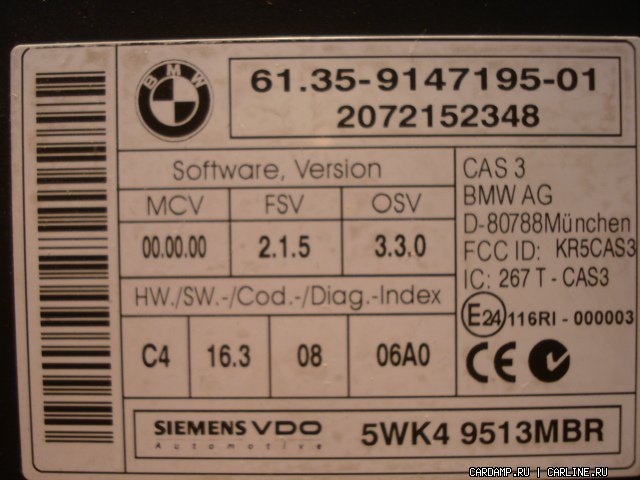 BMW
61.35-9147195-01
2072152348
Software, Version
MCV FSV OSV
00.00.00 2.1.5 3.3.0
HW./SW.-/Cod.-/Diag.-Index
C4 16.3 08 06A0
CAS 3
BMW AG
D-80788München
FCC ID: KR5CAS3
IC: 267 T - CAS3
E24 116RI - 000003
CE
SIEMENS VDO
Automotive
5WK4 9513MBR
CARDAMP.RU | CARLINE.RU